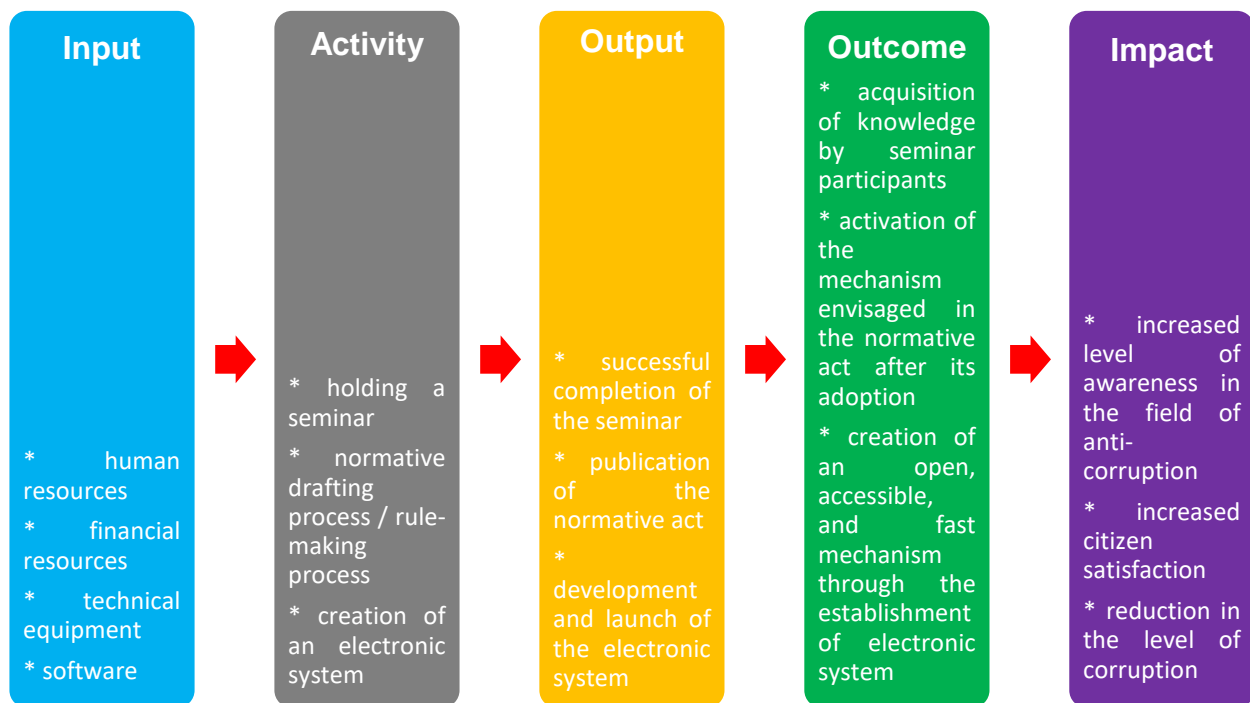 Input
* human
resources
* financial
resources
* technical
equipment
* software
Activity
* holding a
seminar
* normative
drafting
process / rule-
making
process
* creation of
an electronic
system
Output
* successful
completion of
the seminar
* publication
of the
normative act
*
development
and launch of
the electronic
system
Outcome
* acquisition
of knowledge
by seminar
participants
* activation of
the
mechanism
envisaged in
the normative
act after its
adoption
* creation of
an open,
accessible,
and fast
mechanism
through the
establishment
of electronic
system
Impact
* increased
level of
awareness in
the field of
anti-
corruption
* increased
citizen
satisfaction
* reduction in
the level of
corruption